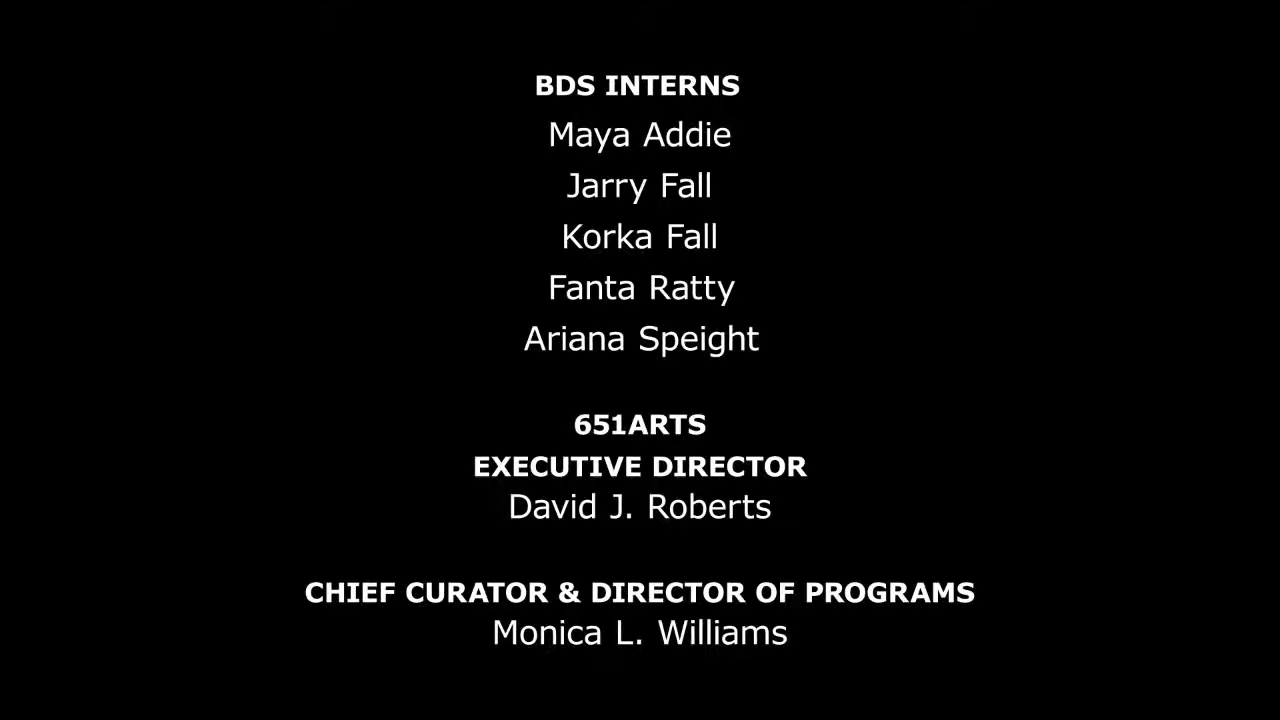 BDS INTERNS
Maya Addie
Jarry Fall
Korka Fall
Fanta Ratty
Ariana Speight
651ARTS
EXECUTIVE DIRECTOR
David J. Roberts
CHIEF CURATOR & DIRECTOR OF PROGRAMS
Monica L. Williams